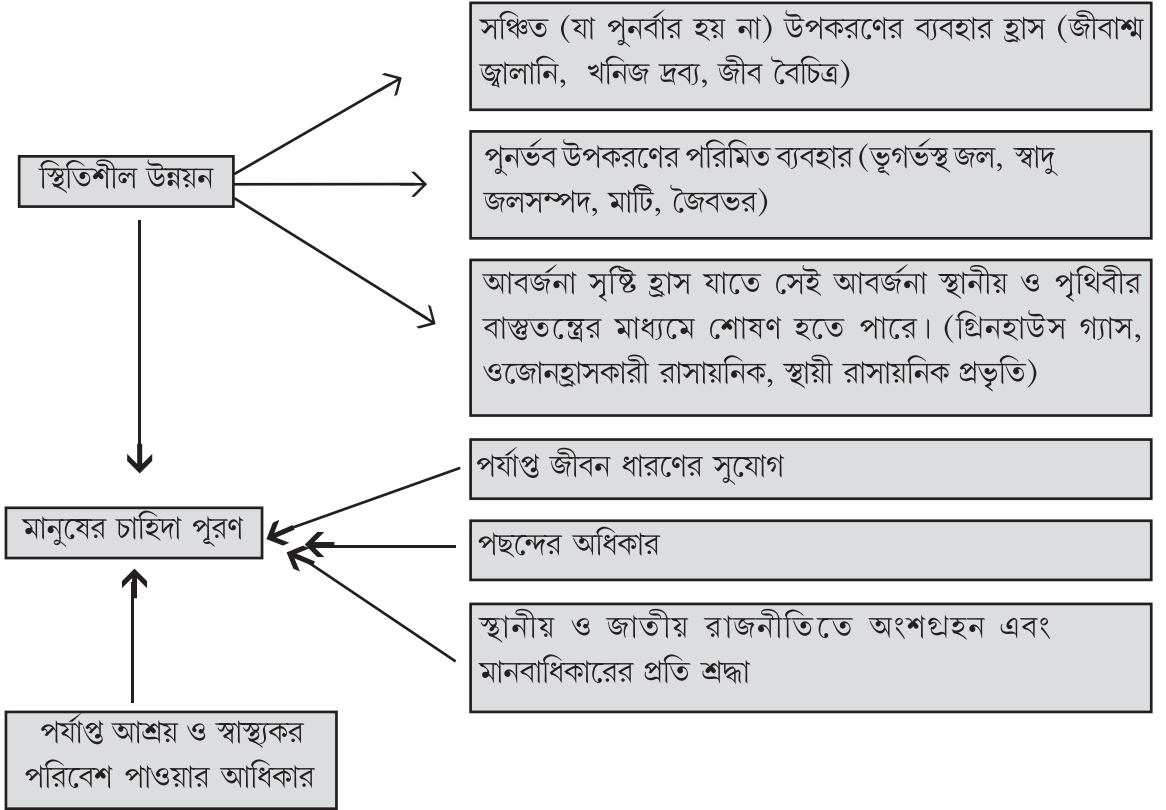 সঞ্চিত (যা পুনর্বার হয় না) উপকরণের ব্যবহার হ্রাস (জীবাশ্ম
জ্বালানি, খনিজ দ্রব্য, জীব বৈচিত্র)
স্থিতিশীল উন্নয়ন
পুনর্ভব উপকরণের পরিমিত ব্যবহার (ভূগর্ভস্থ জল, স্বাদু
জলসম্পদ, মাটি, জৈবভর)
আবর্জনা সৃষ্টি হ্রাস যাতে সেই আবর্জনা স্থানীয় ও পৃথিবীর
বাস্তুতন্ত্রের মাধ্যমে শোষণ হতে পারে। (গ্রিনহাউস গ্যাস,
ওজোনহ্রাসকারী রাসায়নিক, স্থায়ী রাসায়নিক প্রভৃতি)
পর্যাপ্ত জীবন ধারণের সুযোগ
মানুষের চাহিদা পূরণ
পছন্দের অধিকার
স্থানীয় ও জাতীয় রাজনীতিতে অংশগ্রহন এবং
মানবাধিকারের প্রতি শ্রদ্ধা
পর্যাপ্ত আশ্রয় ও স্বাস্থ্যকর
পরিবেশ পাওয়ার আধিকার